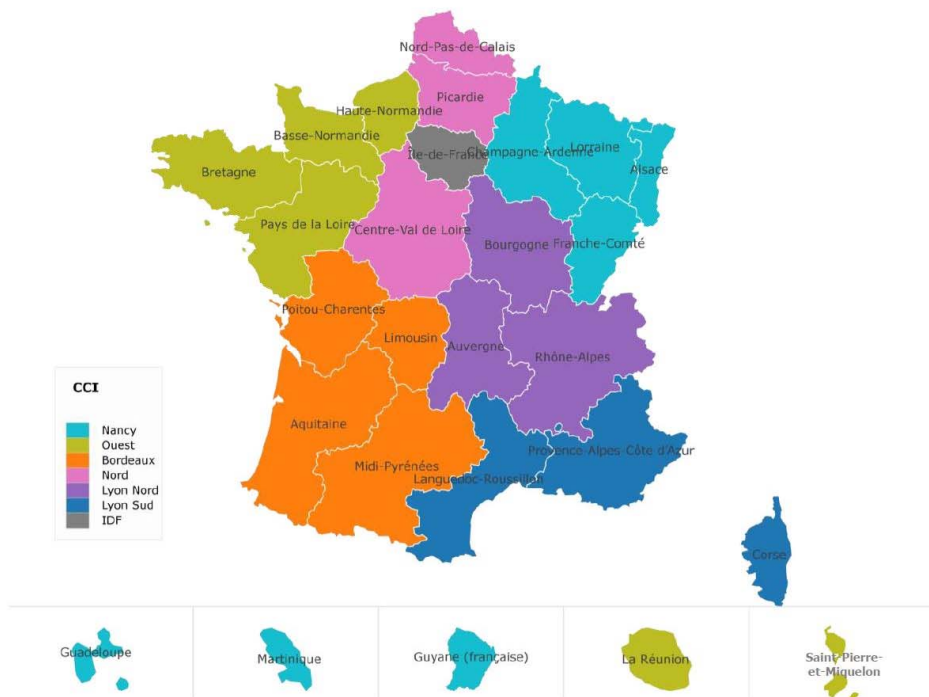 Nord-Pas-de-Calais
Picardie
Haute-Normandie
Basse-Normandie
Île-de-France
Champagne-Ardenne
Lorraine
Alsace
Bretagne
Pays de la Loire
Centre-Val de Loire
Bourgogne
Franche-Comté
Poitou-Charentes
Limousin
Auvergne
Rhône-Alpes
CCI
Nancy
Ouest
Bordeaux
Nord
Lyon Nord
Lyon Sud
IDF
Aquitaine
Midi-Pyrénées
Languedoc-Roussillon
Provence-Alpes-Côte d'Azur
Corse
Guadeloupe
Martinique
Guyane (française)
La Réunion
Saint-Pierre-
et-Miquelon